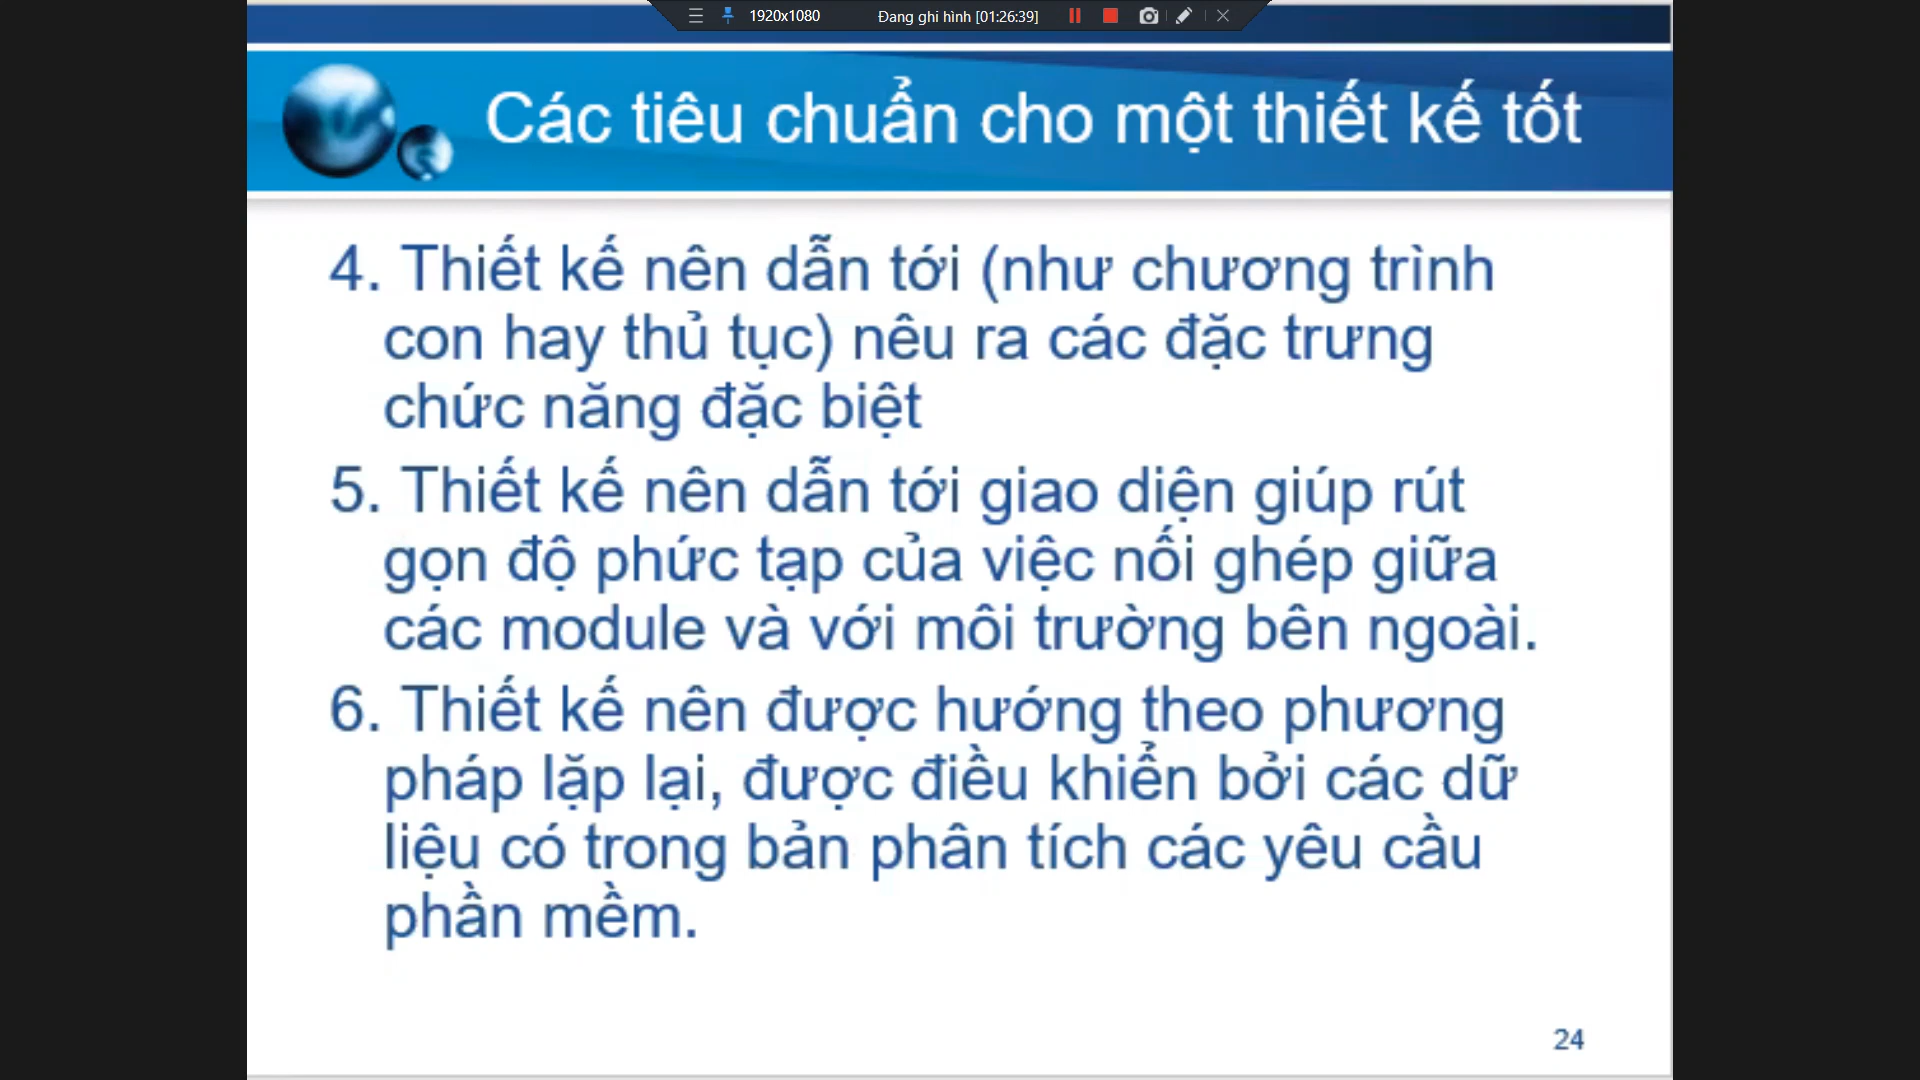 1920x1080 Đang ghi hình [01:26:39]
Các tiêu chuẩn cho một thiết kế tốt
4. Thiết kế nên dẫn tới (như chương trình
con hay thủ tục) nêu ra các đặc trưng
chức năng đặc biệt
5. Thiết kế nên dẫn tới giao diện giúp rút
gọn độ phức tạp của việc nối ghép giữa
các module và với môi trường bên ngoài.
6. Thiết kế nên được hướng theo phương
pháp lặp lại, được điều khiển bởi các dữ
liệu có trong bản phân tích các yêu cầu
phần mềm.
24